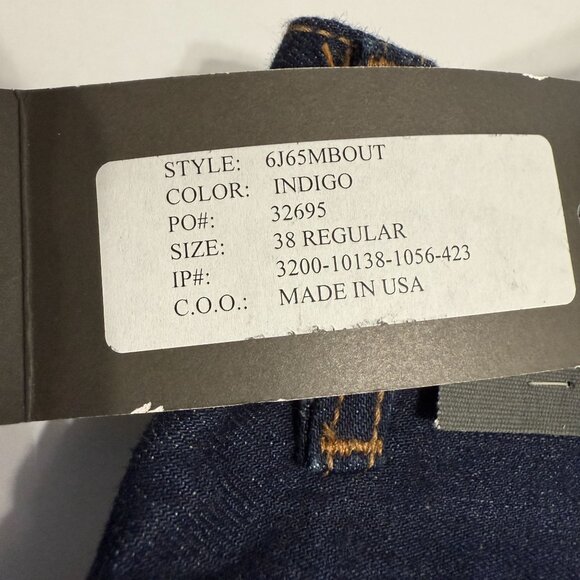 STYLE: 6J65MBOUT
COLOR: INDIGO
PO#: 32695
SIZE: 38 REGULAR
IP#: 3200-10138-1056-423
C.O.O.: MADE IN USA